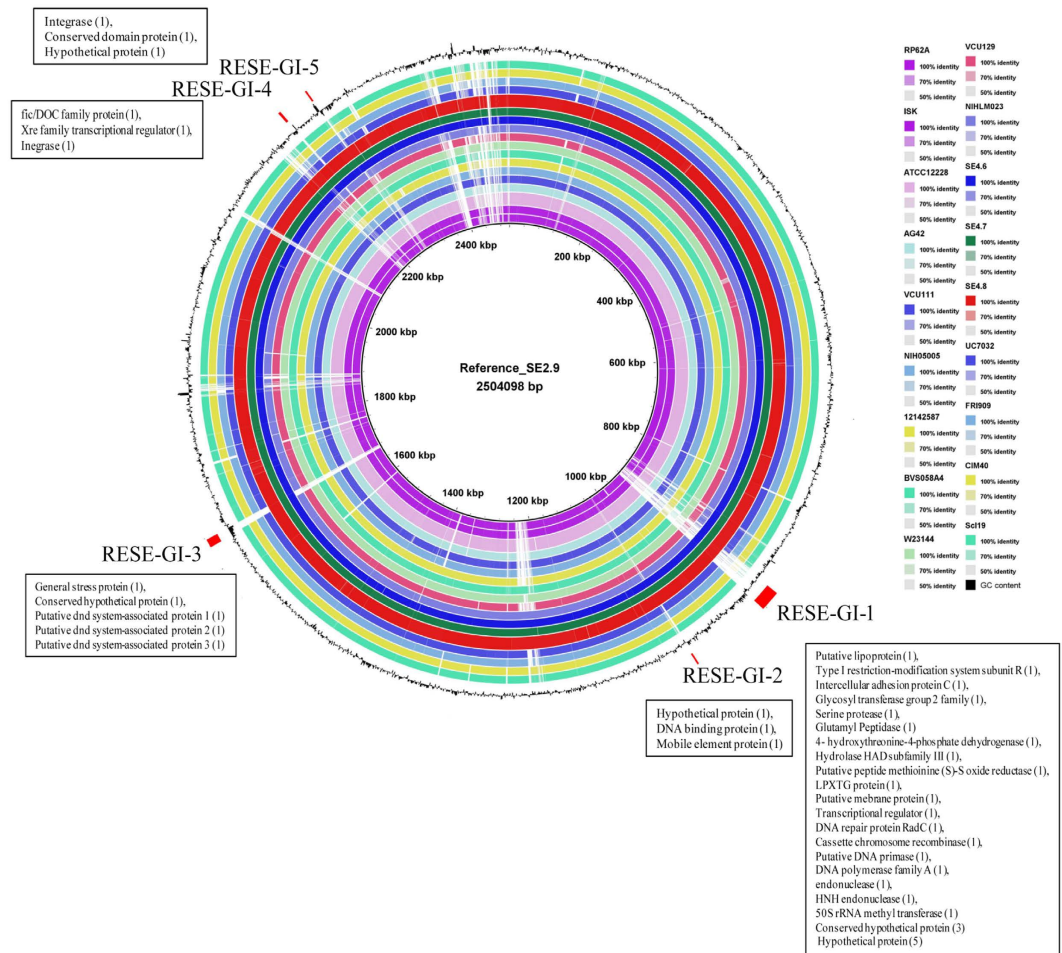 Integrase (1),
Conserved domain protein (1),
Hypothetical protein (1)
RESE-GI-5
RESE-GI-4
fic/DOC family protein (1),
Xre family transcriptional regulator (1),
Inegrase (1)
2400 kbp
200 kbp
2200 kbp
400 kbp
2000 kbp
600 kbp
Reference_SE2.9
2504098 bp
1800 kbp
800 kbp
1600 kbp
1000 kbp
1400 kbp
1200 kbp
RESE-GI-3
General stress protein (1),
Conserved hypothetical protein (1),
Putative dnd system-associated protein 1 (1)
Putative dnd system-associated protein 2 (1)
Putative dnd system-associated protein 3 (1)
RESE-GI-2
Hypothetical protein (1),
DNA binding protein (1),
Mobile element protein (1)
RESE-GI-1
Putative lipoprotein (1),
Type I restriction-modification system subunit R (1),
Intercellular adhesion protein C (1),
Glycosyl transferase group 2 family (1),
Serine protease (1),
Glutamyl Peptidase (1)
4- hydroxythreonine-4-phosphate dehydrogenase (1),
Hydrolase HAD subfamily III (1),
Putative peptide methioinine (S)-S oxide reductase (1),
LPXTG protein (1),
Putative mebrane protein (1),
Transcriptional regulator (1),
DNA repair protein RadC (1),
Cassette chromosome recombinase (1),
Putative DNA primase (1),
DNA polymerase family A (1),
endonuclease (1),
HNH endonuclease (1),
50S rRNA methyl transferase (1)
Conserved hypothetical protein (3)
Hypothetical protein (5)
RP62A
100% identity
70% identity
50% identity
ISK
100% identity
70% identity
50% identity
ATCC12228
100% identity
70% identity
50% identity
AG42
100% identity
70% identity
50% identity
VCU111
100% identity
70% identity
50% identity
NIH05005
100% identity
70% identity
50% identity
12142587
100% identity
70% identity
50% identity
BVS058A4
100% identity
70% identity
50% identity
W23144
100% identity
70% identity
50% identity
VCU129
100% identity
70% identity
50% identity
NIHLM023
100% identity
70% identity
50% identity
SE4.6
100% identity
70% identity
50% identity
SE4.7
100% identity
70% identity
50% identity
SE4.8
100% identity
70% identity
50% identity
UC7032
100% identity
70% identity
50% identity
FRI909
100% identity
70% identity
50% identity
CIM40
100% identity
70% identity
50% identity
Scl19
100% identity
70% identity
50% identity
GC content